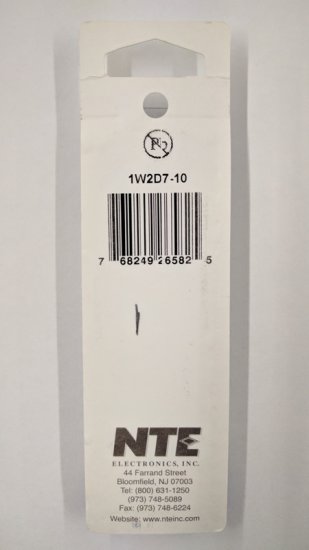 Pb
1W2D7-10
7 68249 26582 5
NTE
ELECTRONICS, INC.
44 Farrand Street
Bloomfield, NJ 07003
Tel: (800) 631-1250
(973) 748-5089
Fax: (973) 748-6224
Website: www.nteinc.com